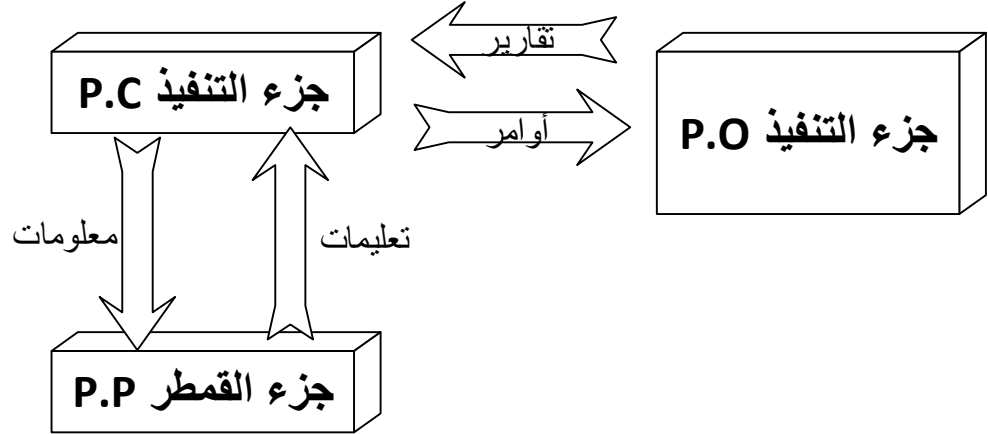 تقارير
جزء التنفيذ P.C
أوامر
جزء التنفيذ P.O
معلومات
تعليمات
جزء القمطر P.P